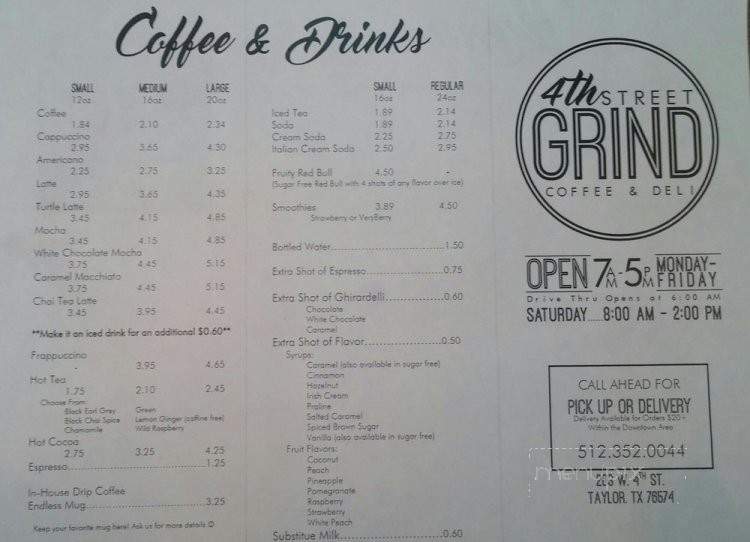 Coffee & Drinks
SMALL MEDIUM LARGE
12oz 16oz 20oz
Coffee
1.84 2.10 2.34
Cappuccino
2.95 3.65 4.30
Americano
2.25 2.75 3.25
Latte
2.95 3.65 4.35
Turtle Latte
3.45 4.15 4.85
Mocha
3.45 4.15 4.85
White Chocolate Mocha
3.75 4.45 5.15
Caramel Macchiato
3.75 4.45 5.15
Chai Tea Latte
3.45 3.95 4.45
**Make it an iced drink for an additional $0.60**
Frappuccino
- 3.95 4.65
Hot Tea
1.75 2.10 2.45
Choose From:
Black Earl Grey Green
Black Chai Spice Lemon Ginger (caffine free)
Chamomile Wild Raspberry
Hot Cocoa
2.75 3.25 4.25
Espresso 1.25
In-House Drip Coffee
Endless Mug 3.25
Keep your favorite mug here! Ask us for more details
SMALL REGULAR
16oz 24oz
Iced Tea 1.89 2.14
Soda 1.89 2.14
Cream Soda 2.25 2.75
Italian Cream Soda 2.50 2.95
Fruity Red Bull 4.50 -
(Sugar Free Red Bull with 4 shots of any flavor over ice)
Smoothies 3.89 4.50
Strawberry or VeryBerry
Bottled Water 1.50
Extra Shot of Espresso 0.75
Extra Shot of Ghirardelli 0.60
Chocolate
White Chocolate
Caramel
Extra Shot of Flavor 0.50
Syrups:
Caramel (also available in sugar free)
Cinnamon
Hazelnut
Irish Cream
Praline
Salted Caramel
Spiced Brown Sugar
Vanilla (also available in sugar free)
Fruit Flavors:
Coconut
Peach
Pineapple
Pomegranate
Raspberry
Strawberry
White Peach
Substitue Milk 0.60
4th STREET
GRIND
COFFEE & DELI
OPEN 7AM-5PM MONDAY-FRIDAY
Drive Thru Opens at 6:00 AM
SATURDAY 8:00 AM - 2:00 PM
CALL AHEAD FOR
PICK UP OR DELIVERY
Delivery Available for Orders $20+
Within the Downtown Area
512.352.0044
W. 4TH ST.
TAYLOR, TX 76574